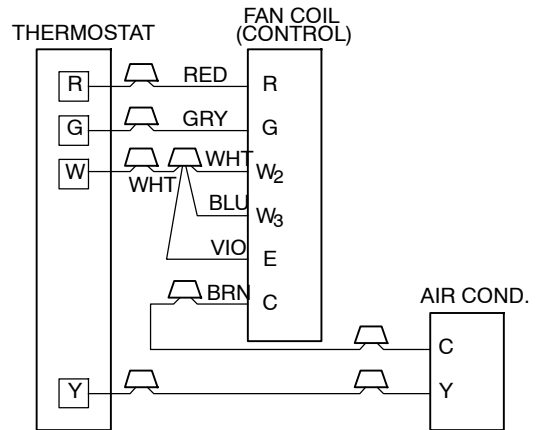 FAN COIL
THERMOSTAT (CONTROL)
R RED R
G GRY G
W WHT WHT W2
BLU W3
VIO E
BRN C
AIR COND.
C
Y Y